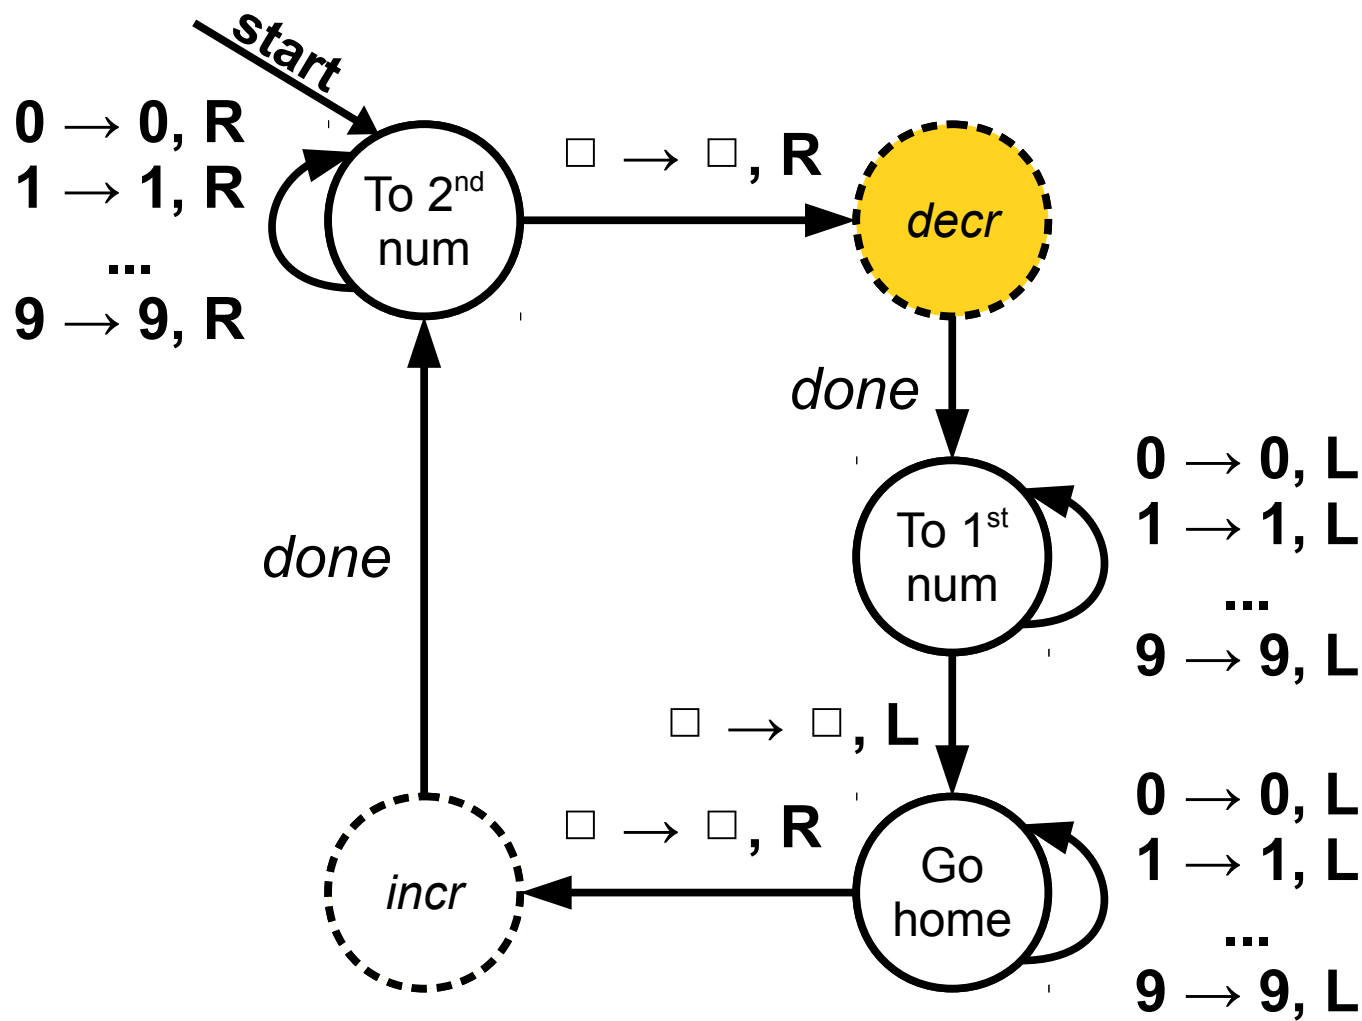 start
0 → 0, R
1 → 1, R
...
9 → 9, R
To 2nd
num
□ → □, R
decr
done
To 1st
num
0 → 0, L
1 → 1, L
...
9 → 9, L
□ → □, L
Go
home
0 → 0, L
1 → 1, L
...
9 → 9, L
□ → □, R
incr
done